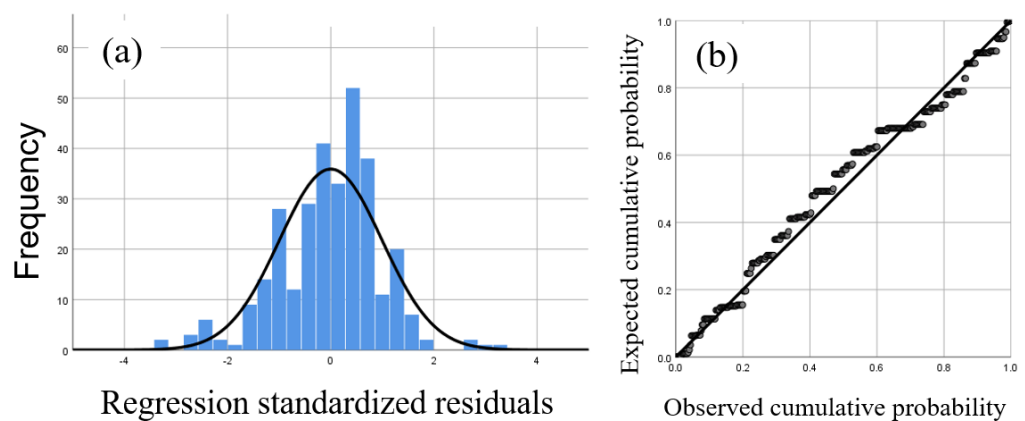 (a)
Frequency
60
50
40
30
20
10
0
-4 -2 0 2 4
Regression standardized residuals
(b)
Expected cumulative probability
1.0
0.8
0.6
0.4
0.2
0.0
0.0 0.2 0.4 0.6 0.8 1.0
Observed cumulative probability